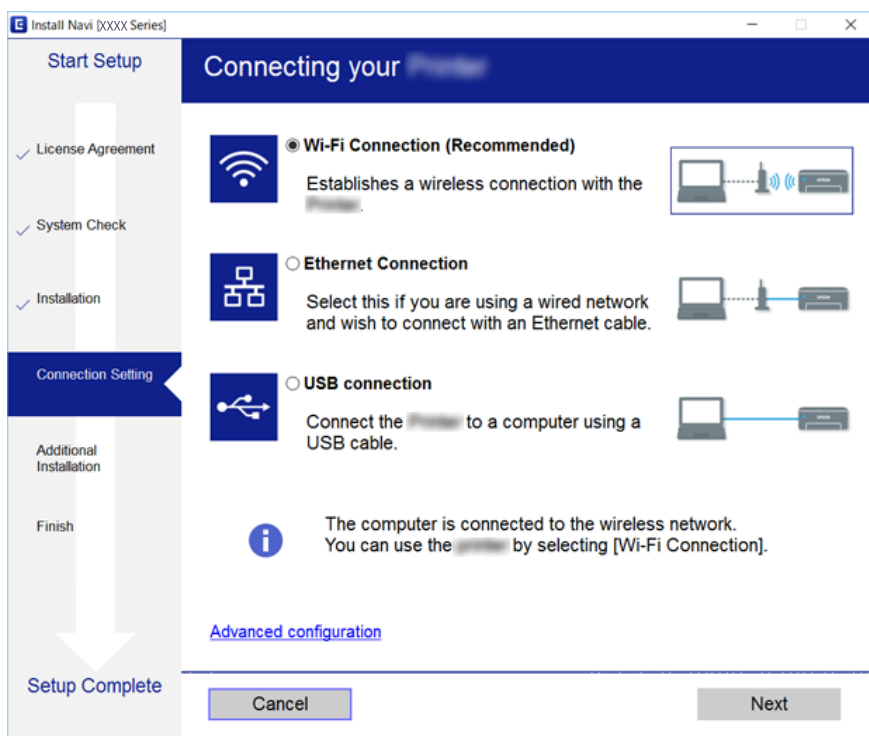 Install Navi [XXXX Series]
Start Setup
License Agreement
System Check
Installation
Connection Setting
Additional
Installation
Finish
Setup Complete
Connecting your
Wi-Fi Connection (Recommended)
Establishes a wireless connection with the
.
Ethernet Connection
Select this if you are using a wired network
and wish to connect with an Ethernet cable.
USB connection
Connect the to a computer using a
USB cable.
The computer is connected to the wireless network.
You can use the by selecting [Wi-Fi Connection].
Advanced configuration
Cancel
Next